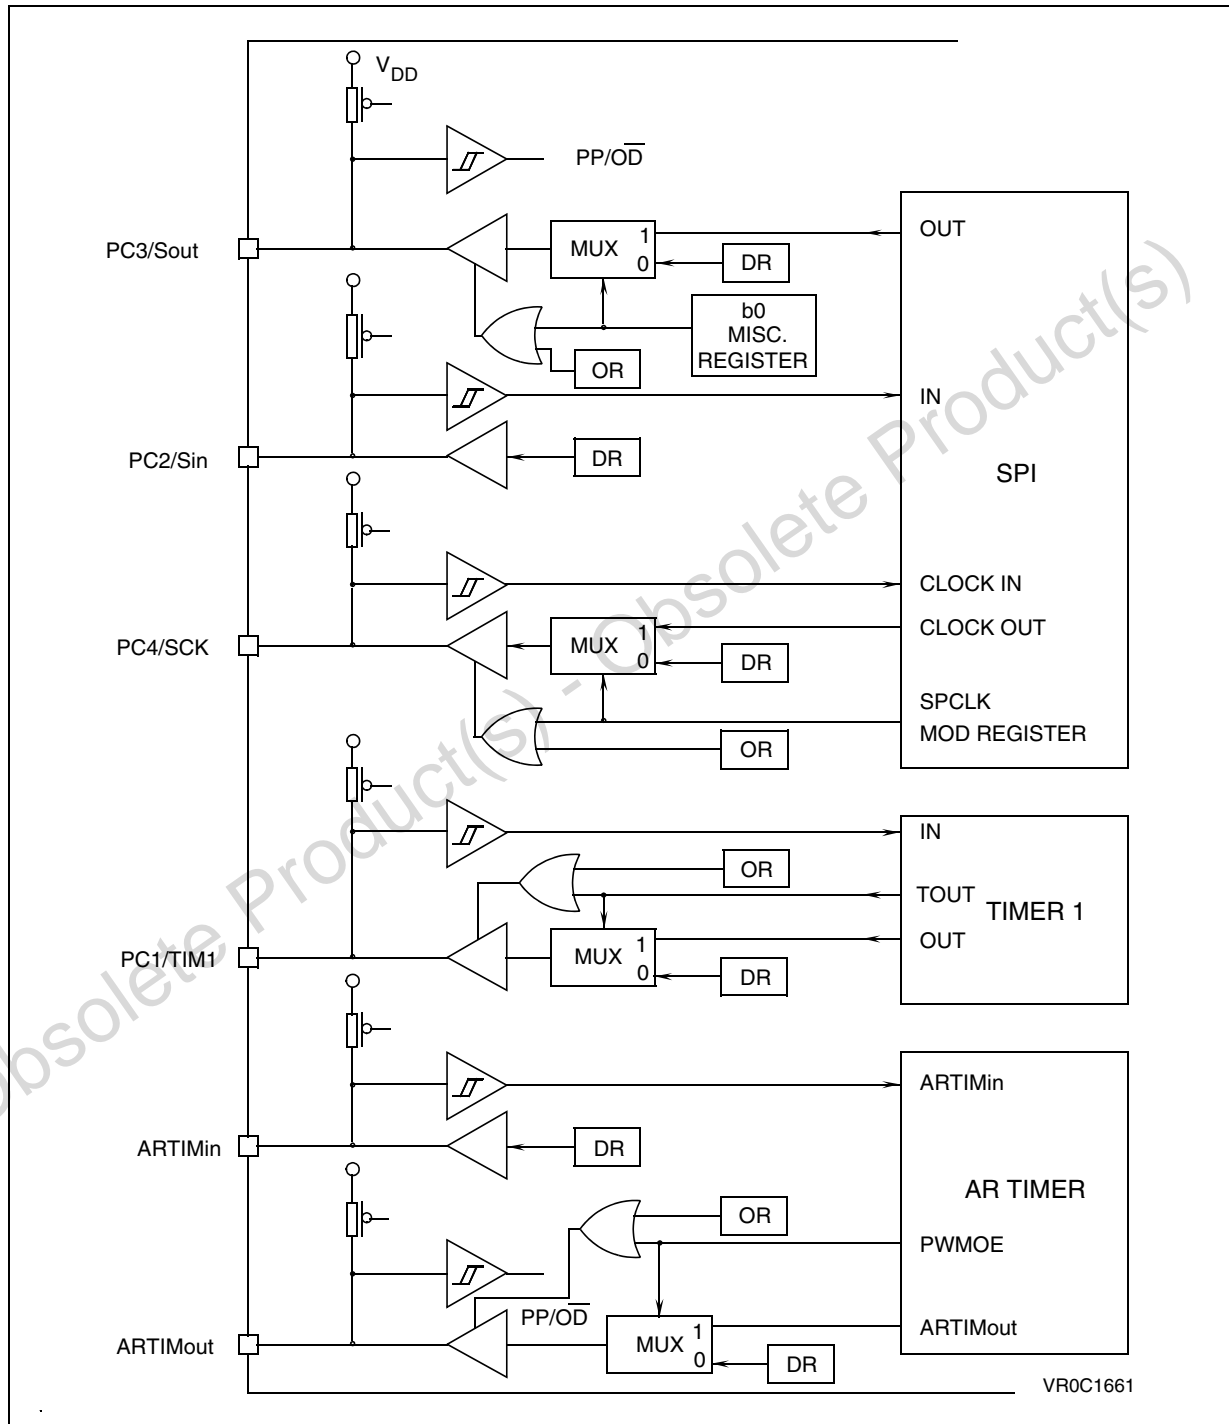 V DD
PP/OD
PC3/Sout
MUX
1
0
OUT
DR
b0
MISC.
REGISTER
OR
IN
PC2/Sin
DR
SPI
CLOCK IN
CLOCK OUT
PC4/SCK
MUX
1
0
DR
SPCLK
MOD REGISTER
OR
IN
OR
TOUT
TIMER 1
OUT
PC1/TIM1
MUX
1
0
DR
ARTIMin
ARTIMin
DR
AR TIMER
OR
PWMOE
PP/OD
ARTIMout
MUX
1
0
ARTIMout
DR
VR0C1661
Obsolete Product(s) - Obsolete Product(s)